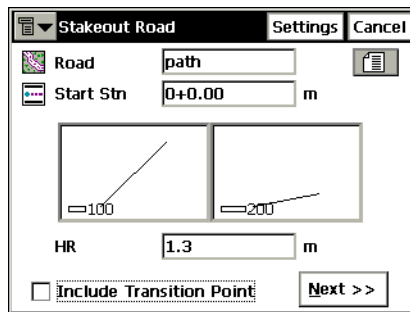 Stakeout Road Settings Cancel
Road path
Start Stn 0+0.00 m
100 200
HR 1.3 m
Include Transition Point Next >>